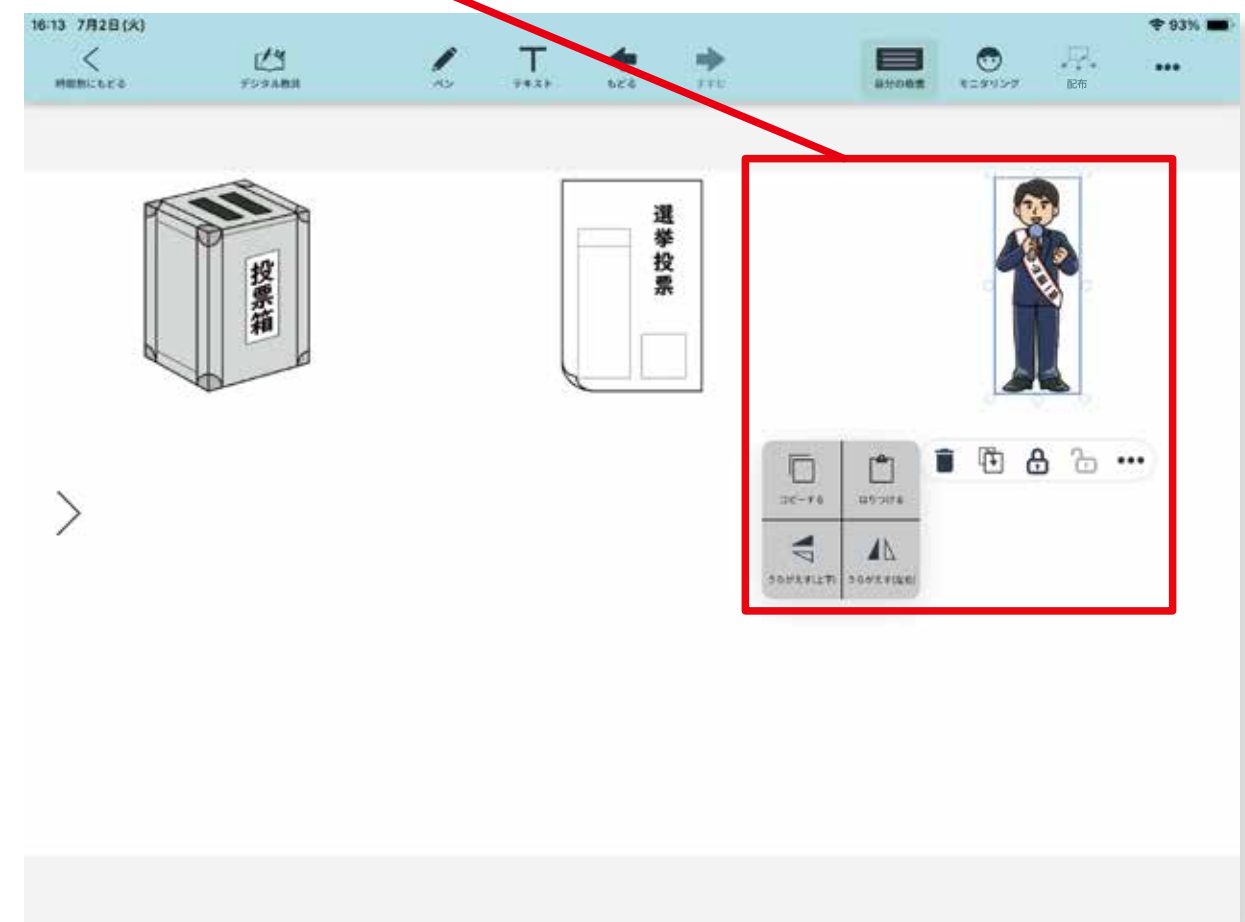 16:13 7月2日(火)
93%
時間割にもどる
デジタル教具
ペン
テキスト
もどる
すすむ
自分の板書
モニタリング
配布
投票箱
選挙投票
コピーする
はりつける
うらがえす(上下)
うらがえす(左右)